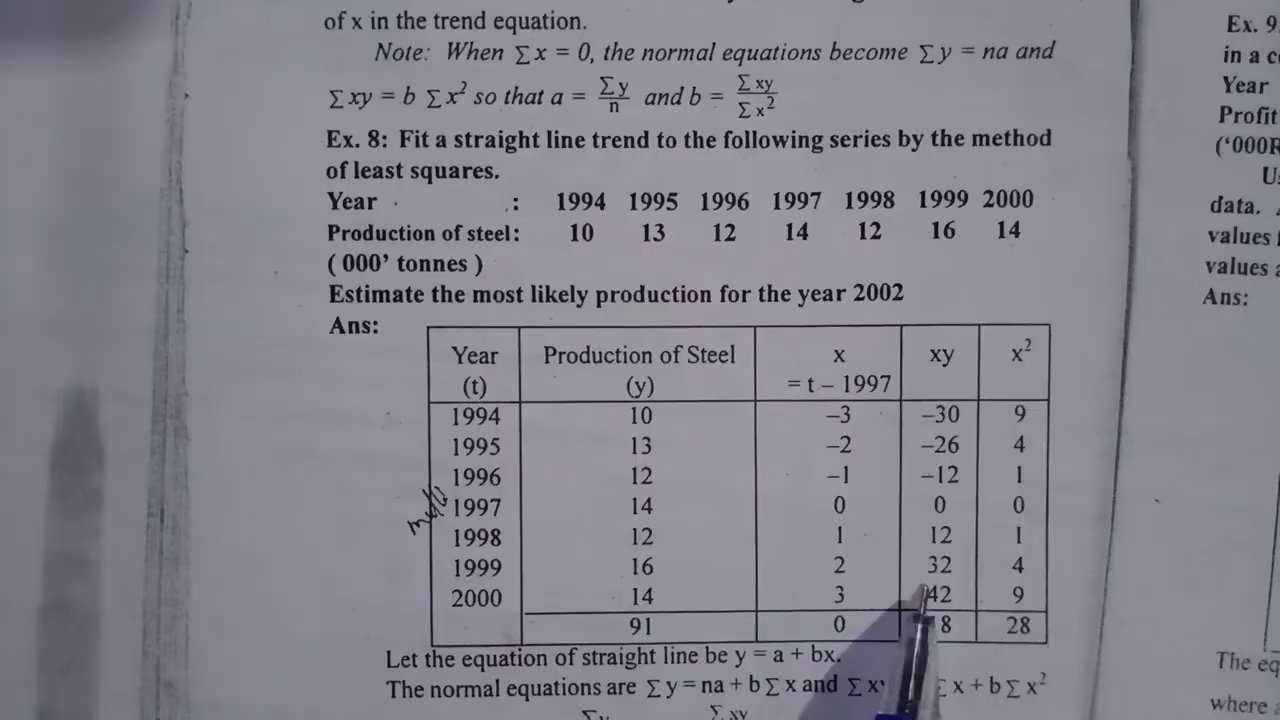 of x in the trend equation.
Note: When ∑x = 0, the normal equations become ∑y = na and
∑xy = b ∑x² so that a = ∑y/n and b = ∑xy/∑x²
Ex. 8: Fit a straight line trend to the following series by the method
of least squares.
Year : 1994 1995 1996 1997 1998 1999 2000
Production of steel: 10 13 12 14 12 16 14
( 000’ tonnes )
Estimate the most likely production for the year 2002
Ans:
Year (t) Production of Steel (y) x = t – 1997 xy x²
1994 10 –3 –30 9
1995 13 –2 –26 4
1996 12 –1 –12 1
1997 14 0 0 0
1998 12 1 12 1
1999 16 2 32 4
2000 14 3 42 9
91 0 18 28
Let the equation of straight line be y = a + bx.
The normal equations are ∑y = na + b∑x and ∑x ∑x + b∑x²
∑y ∑xy
Ex. 9
in a c
Year
Profit
(‘000R
U
data.
values
values
Ans:
The eq
where